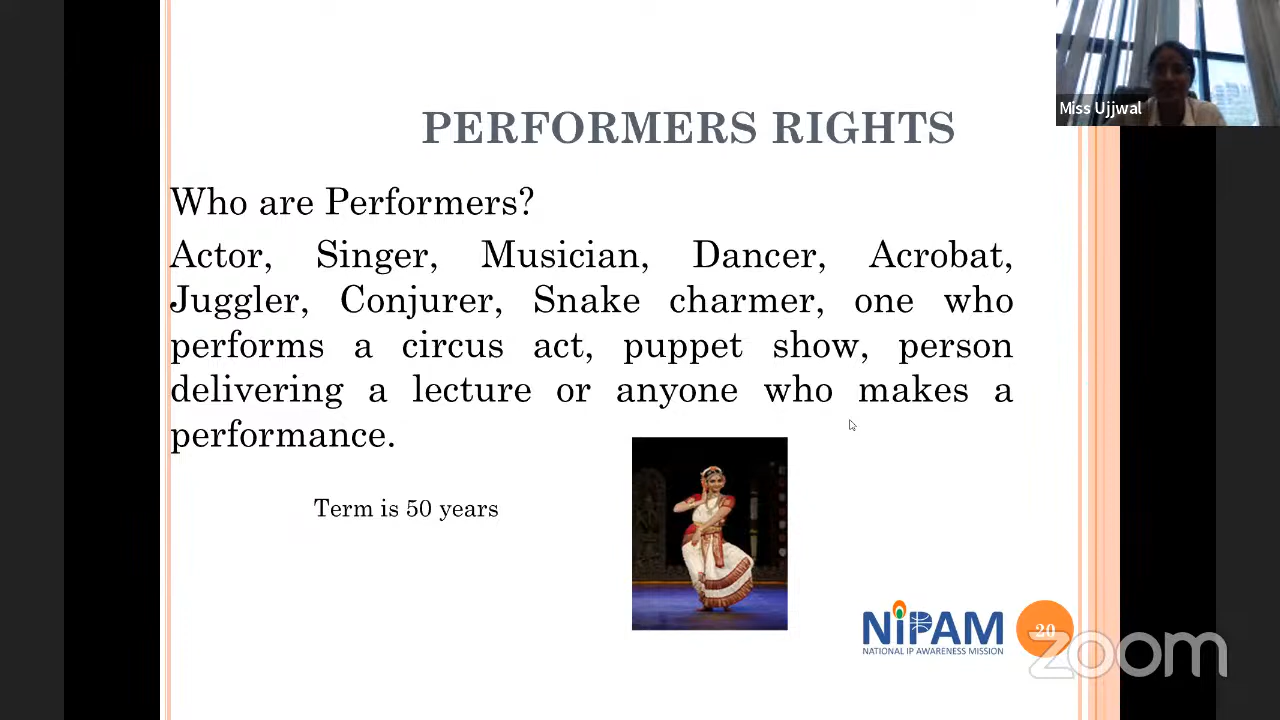 Miss Ujjwal
PERFORMERS RIGHTS
Who are Performers?
Actor, Singer, Musician, Dancer, Acrobat,
Juggler, Conjurer, Snake charmer, one who
performs a circus act, puppet show, person
delivering a lecture or anyone who makes a
performance.
Term is 50 years
NiPAM
NATIONAL IP AWARENESS MISSION
20
zoom